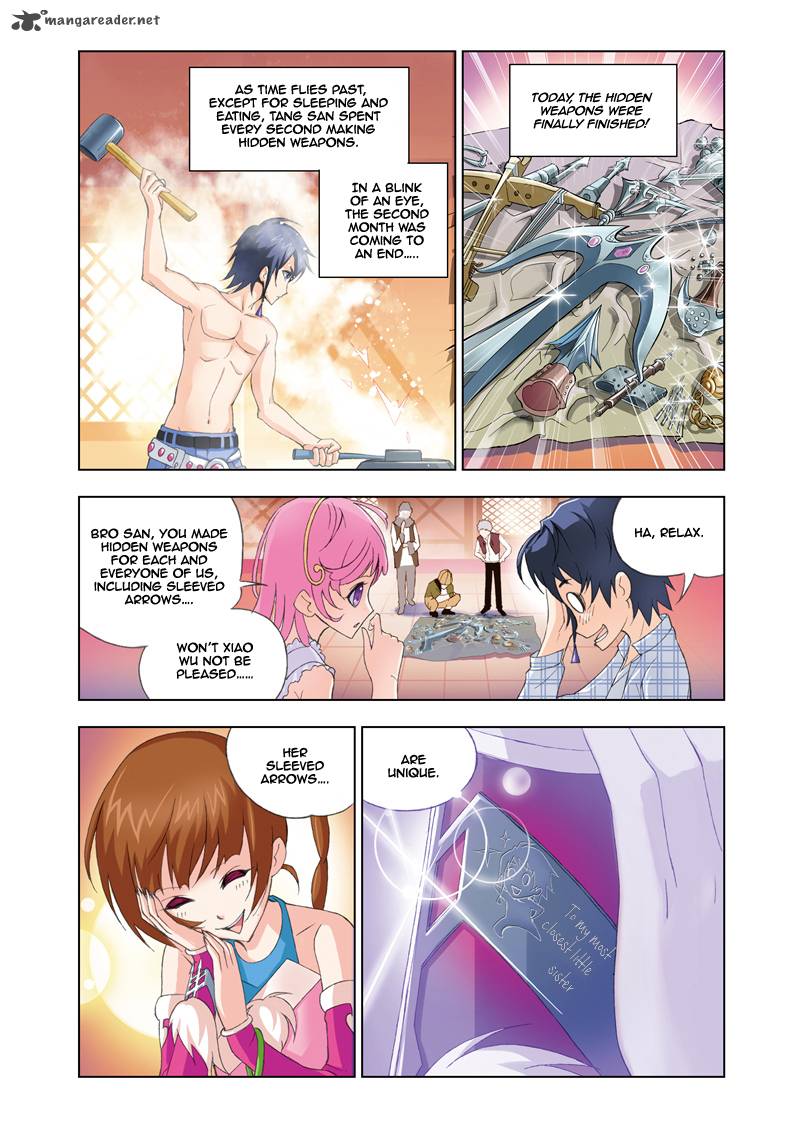 mangareader.net
AS TIME FLIES PAST,
EXCEPT FOR SLEEPING AND
EATING, TANG SAN SPENT
EVERY SECOND MAKING
HIDDEN WEAPONS.
IN A BLINK
OF AN EYE,
THE SECOND
MONTH WAS
COMING TO
AN END.....
TODAY, THE HIDDEN
WEAPONS WERE
FINALLY FINISHED!
BRO SAN, YOU MADE
HIDDEN WEAPONS
FOR EACH AND
EVERYONE OF US,
INCLUDING SLEEVED
ARROWS....
WON'T XIAO
WU NOT BE
PLEASED......
HA, RELAX.
HER
SLEEVED
ARROWS....
ARE
UNIQUE.
To my most
closest little
sister